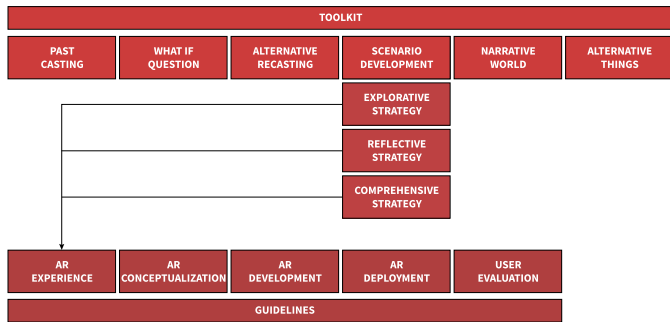 TOOLKIT
PAST
CASTING
WHAT IF
QUESTION
ALTERNATIVE
RECASTING
SCENARIO
DEVELOPMENT
NARRATIVE
WORLD
ALTERNATIVE
THINGS
EXPLORATIVE
STRATEGY
REFLECTIVE
STRATEGY
COMPREHENSIVE
STRATEGY
AR
EXPERIENCE
AR
CONCEPTUALIZATION
AR
DEVELOPMENT
AR
DEPLOYMENT
USER
EVALUATION
GUIDELINES